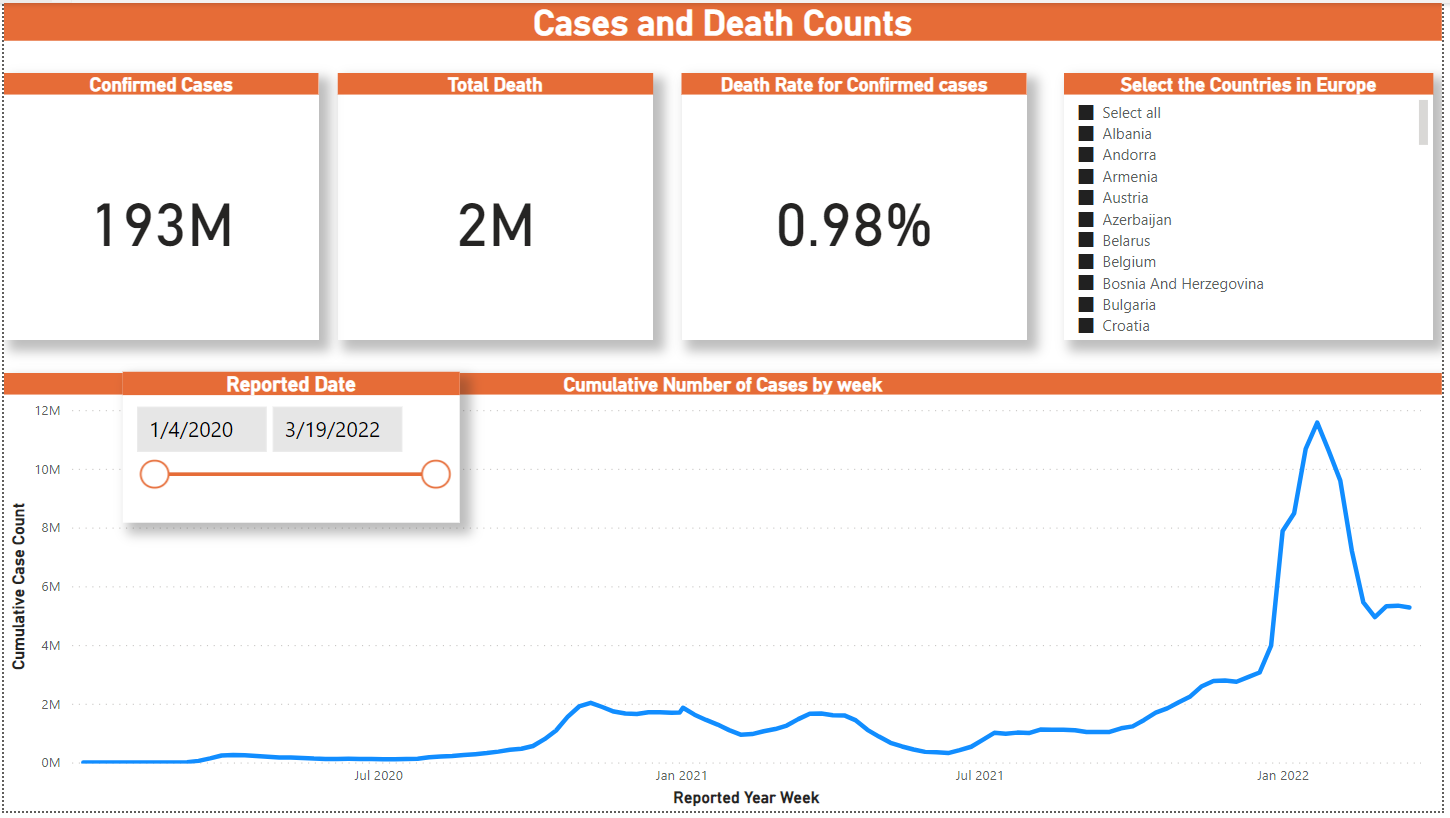 Cases and Death Counts
Confirmed Cases
193M
Total Death
2M
Death Rate for Confirmed cases
0.98%
Select the Countries in Europe
Select all
Albania
Andorra
Armenia
Austria
Azerbaijan
Belarus
Belgium
Bosnia And Herzegovina
Bulgaria
Croatia
Reported Date
1/4/2020 3/19/2022
Cumulative Number of Cases by week
Cumulative Case Count
12M
10M
8M
6M
4M
2M
0M
Jul 2020 Jan 2021 Jul 2021 Jan 2022
Reported Year Week